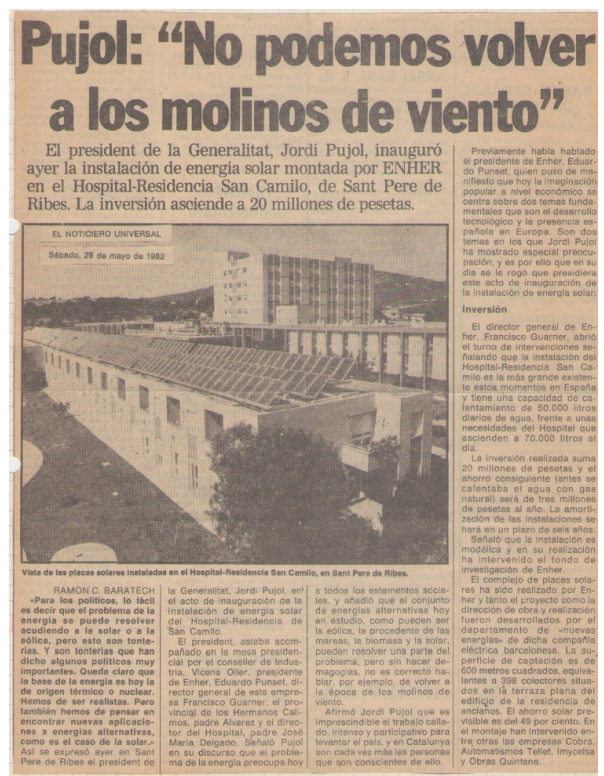 Pujol: “No podemos volver
a los molinos de viento”
El president de la Generalitat, Jordi Pujol, inauguró
ayer la instalación de energía solar montada por ENHER
en el Hospital-Residencia San Camilo, de Sant Pere de
Ribes. La inversión asciende a 20 millones de pesetas.
EL NOTICIERO UNIVERSAL
Sábado, 29 de mayo de 1982
Vista de las placas solares instaladas en el Hospital-Residencia San Camilo, en Sant Pere de Ribes.
RAMON C. BARATECH
«Para los políticos, lo fácil
es decir que el problema de la
energía se puede resolver
acudiendo a la solar o a la
eólica, pero esto son tonte-
rías. Y son tonterías que han
dicho algunos políticos muy
importantes. Queda claro que
la base de la energía es hoy la
de origen térmico o nuclear.
Hemos de ser realistas. Pero
también hemos de pensar en
encontrar nuevas aplicacio-
nes a energías alternativas,
como es el caso de la solar.»
Así se expresó ayer en Sant
Pere de Ribes el president de
la Generalitat, Jordi Pujol, en
el acto de inauguración de la
instalación de energía solar
del Hospital-Residencia de
San Camilo.
El president, estaba acom-
pañado en la mesa presidencial
por el conseller de Indus-
tria, Vicens Oller, presidente
de Enher, Eduardo Punset, di-
rector general de esta empre-
sa Francisco Guarner, el pro-
vincial de los Hermanos Cali-
mos, padre Alvarez y el direc-
tor del Hospital, padre José
María Delgado. Señaló Pujol
en su discurso que el proble-
ma de la energía preocupa hoy
a todos los estamentos socia-
les, y añadió que el conjunto
de energías alternativas hoy
en estudio, como pueden ser
la eólica, la procedente de las
mareas, la biomasa y la solar,
pueden resolver una parte del
problema, pero sin hacer de-
magogias, no es correcto ha-
blar, por ejemplo, de volver a
la época de los molinos de
viento.
Afirmó Jordi Pujol que es
imprescindible el trabajo calla-
do, intenso y participativo para
levantar el país, y en Catalunya
son cada vez más las personas
que son conscientes de ello.
Previamente había hablado
el presidente de Enher, Eduar-
do Punset, quien puso de ma-
nifiesto que hoy la imaginación
popular a nivel económico se
centra sobre dos temas funda-
mentales que son el desarrollo
tecnológico y la presencia es-
pañola en Europa. Son dos
temas en los que Jordi Pujol
ha mostrado especial preocu-
pación, y es por ello que en su
día se le rogó que presidiera
este acto de inauguración de
la instalación de energía solar.
Inversión
El director general de En-
her, Francisco Guarner, abrió
el turno de intervenciones se-
ñalando que la instalación del
Hospital-Residencia San Ca-
milo es la más grande existen-
te estos momentos en España
y tiene una capacidad de ca-
lentamiento de 50.000 litros
diarios de agua, frente a unas
necesidades del Hospital que
ascienden a 70.000 litros al
día.
La inversión realizada suma
20 millones de pesetas y el
ahorro consiguiente (antes se
calentaba el agua con gas
natural) será de tres millones
de pesetas al año. La amorti-
zación de las instalaciones se
hará en un plazo de seis años.
Señaló que la instalación es
modélica y en su realización
ha intervenido el fondo de
investigación de Enher.
El complejo de placas sola-
res ha sido realizado por En-
her y tanto el proyecto como la
dirección de obra y realización
fueron desarrollados por el
departamento de «nuevas
energías» de dicha compañía
eléctrica barcelonesa. La su-
perficie de captación es de
600 metros cuadrados, equiva-
lentes a 398 colectores situa-
dos en la terraza plana del
edificio de la residencia de
ancianos. El ahorro solar pre-
visible es del 49 por ciento. En
el montaje han intervenido en-
tre otras las empresas Cobra,
Automatismos Tellet, Imycelsa
y Obras Quintana.